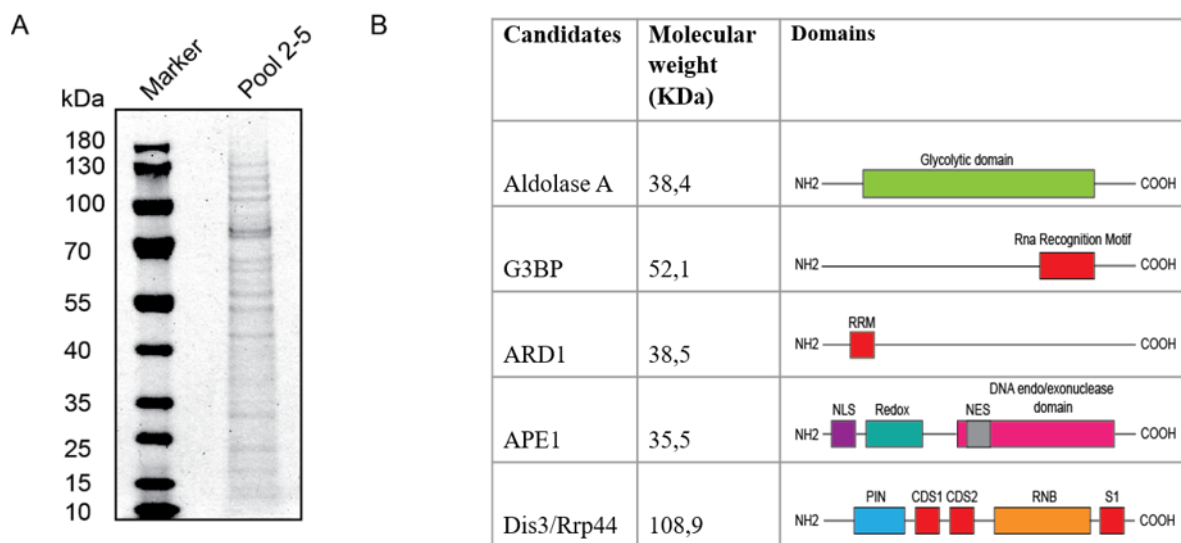 A
B
kDa
Marker
Pool 2-5
180
130
100
70
55
40
35
25
15
10
Candidates
Molecular
weight
(KDa)
Domains
Aldolase A
38,4
Glycolytic domain
NH2
COOH
G3BP
52,1
Rna Recognition Motif
NH2
COOH
ARD1
38,5
RRM
NH2
COOH
APE1
35,5
DNA endo/exonuclease
domain
NLS
Redox
NES
NH2
COOH
Dis3/Rrp44
108,9
PIN
CDS1
CDS2
RNB
S1
NH2
COOH